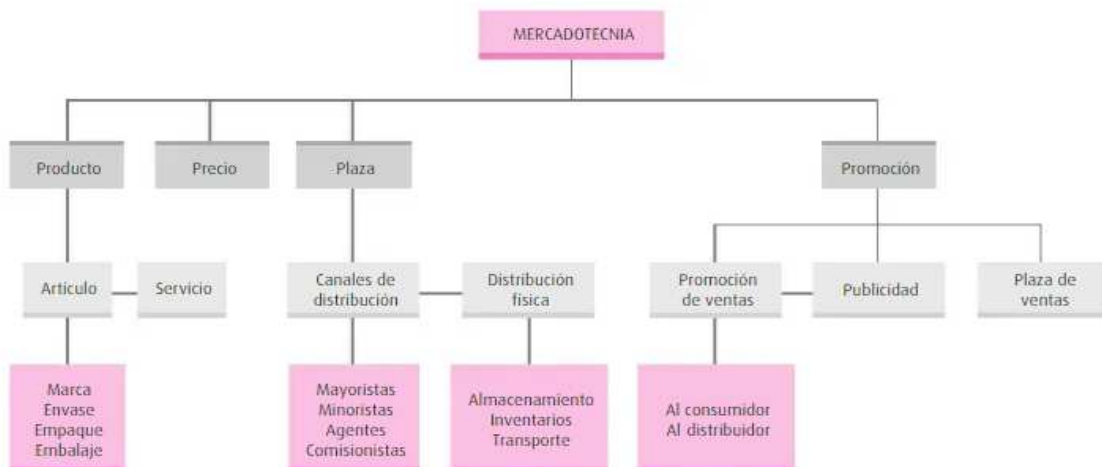 MERCADOTECNIA
Producto
Precio
Plaza
Promoción
Artículo
Servicio
Canales de
distribución
Distribución
física
Promoción
de ventas
Publicidad
Plaza de
ventas
Marca
Énvase
Empaque
Embalaje
Mayoristas
Minoristas
Agentes
Comisionistas
Almacenamiento
Inventarios
Transporte
Al consumidor
Al distribuidor